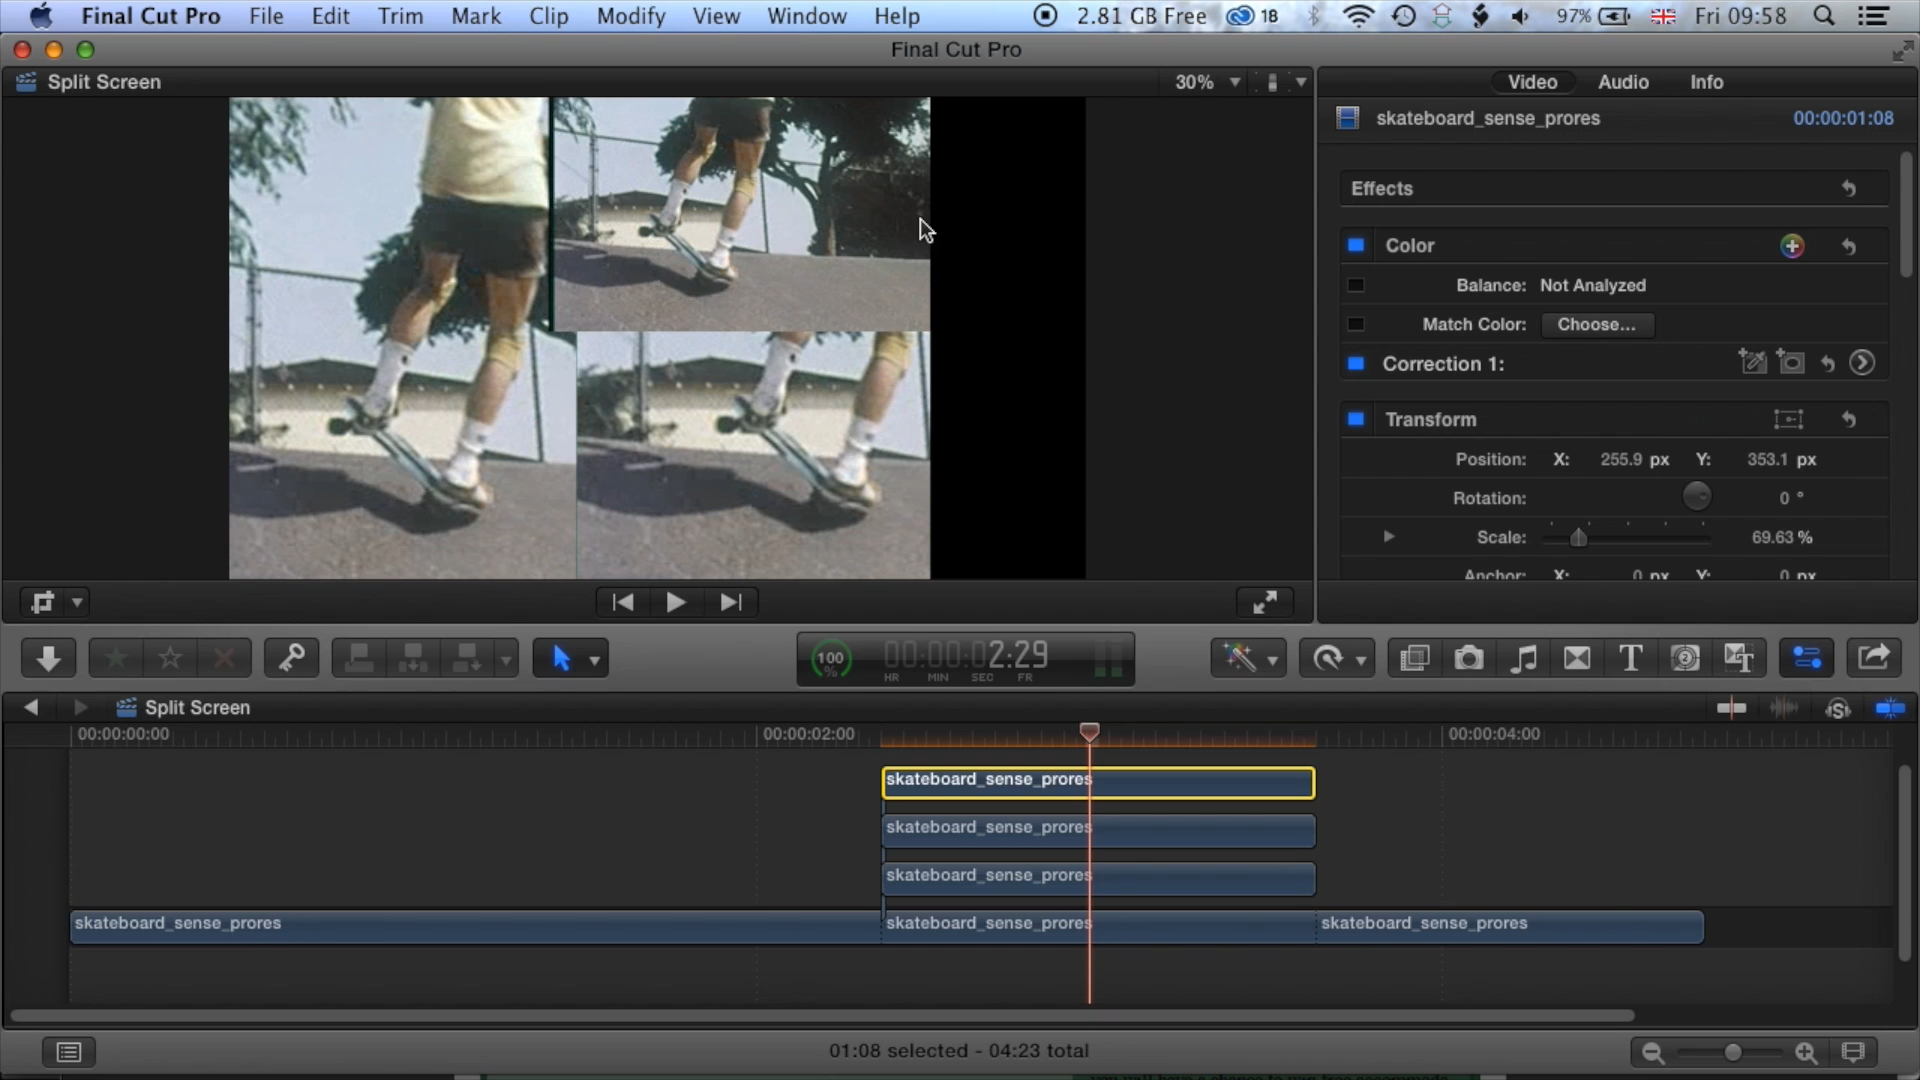 Final Cut Pro File Edit Trim Mark Clip Modify View Window Help 2.81 GB Free 18 97% Fri 09:58
Final Cut Pro
Split Screen 30% Video Audio Info
skateboard_sense_prores 00:00:01:08
Effects
Color
Balance: Not Analyzed
Match Color: Choose...
Correction 1:
Transform
Position: X: 255.9 px Y: 353.1 px
Rotation: 0 °
Scale: 69.63 %
Anchor: X: 0 px Y: 0 px
100 % 00:00:02:29
HR MIN SEC FR
Split Screen
00:00:00:00 00:00:02:00 00:00:04:00
skateboard_sense_prores
skateboard_sense_prores
skateboard_sense_prores
skateboard_sense_prores skateboard_sense_prores skateboard_sense_prores
01:08 selected - 04:23 total